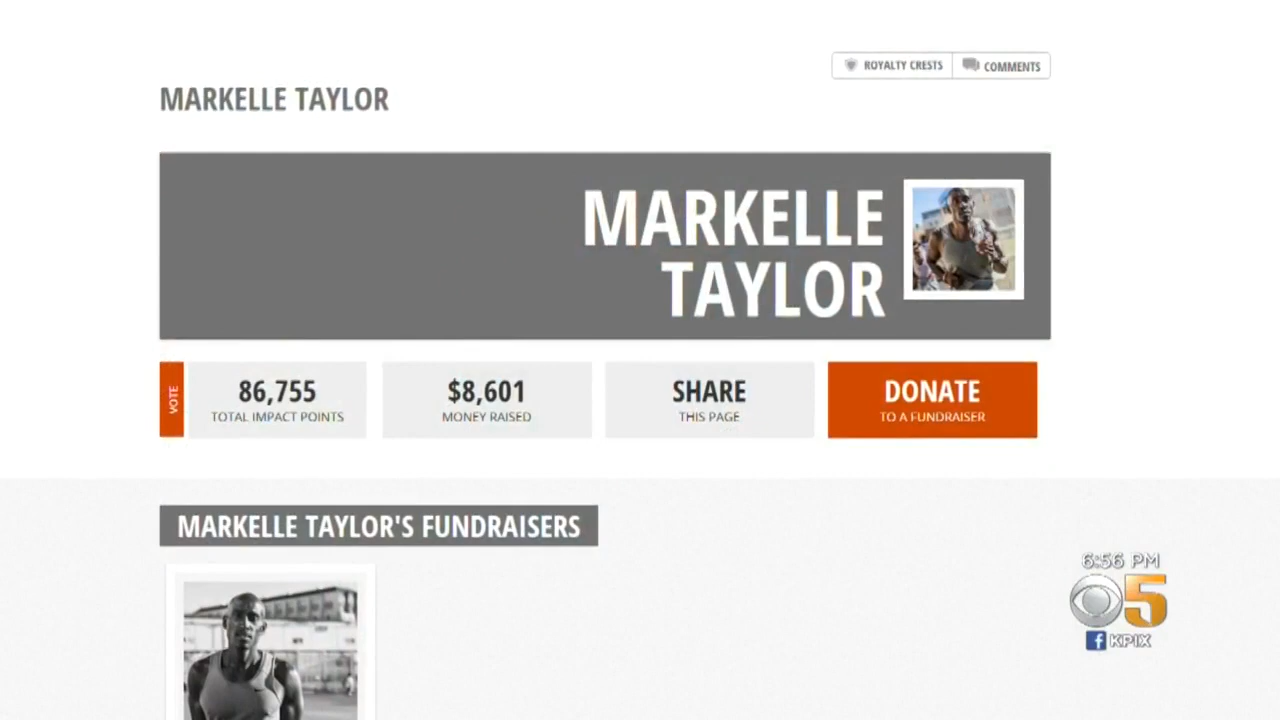 ROYALTY CRESTS
COMMENTS
MARKELLE TAYLOR
MARKELLE
TAYLOR
VOTE
86,755
TOTAL IMPACT POINTS
$8,601
MONEY RAISED
SHARE
THIS PAGE
DONATE
TO A FUNDRAISER
MARKELLE TAYLOR'S FUNDRAISERS
6:56 PM
5
f KPIX